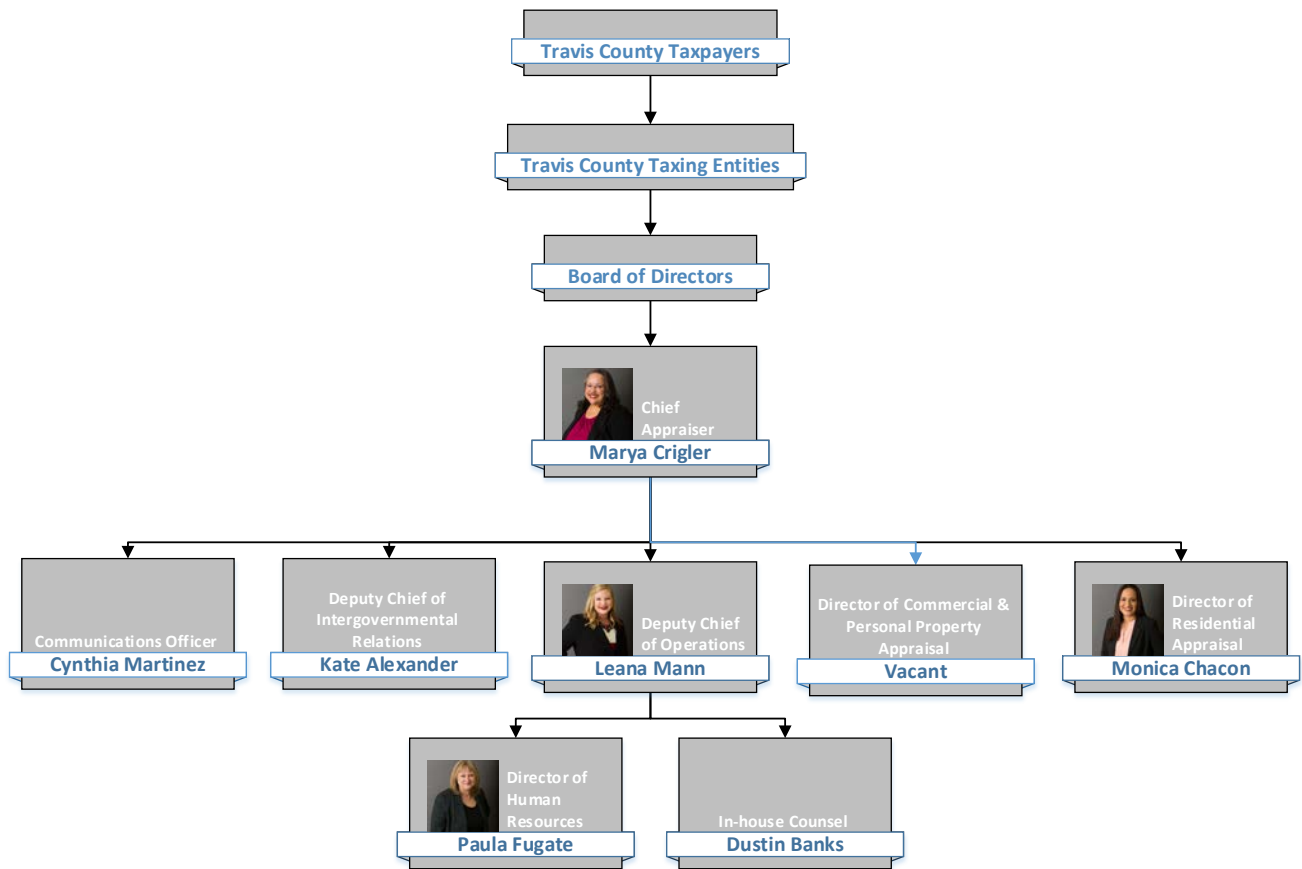 Travis County Taxpayers
Travis County Taxing Entities
Board of Directors
Chief
Appraiser
Marya Crigler
Communications Officer
Cynthia Martinez
Deputy Chief of
Intergovernmental
Relations
Kate Alexander
Deputy Chief
of Operations
Leana Mann
Director of Commercial &
Personal Property
Appraisal
Vacant
Director of
Residential
Appraisal
Monica Chacon
Director of
Human
Resources
Paula Fugate
In-house Counsel
Dustin Banks